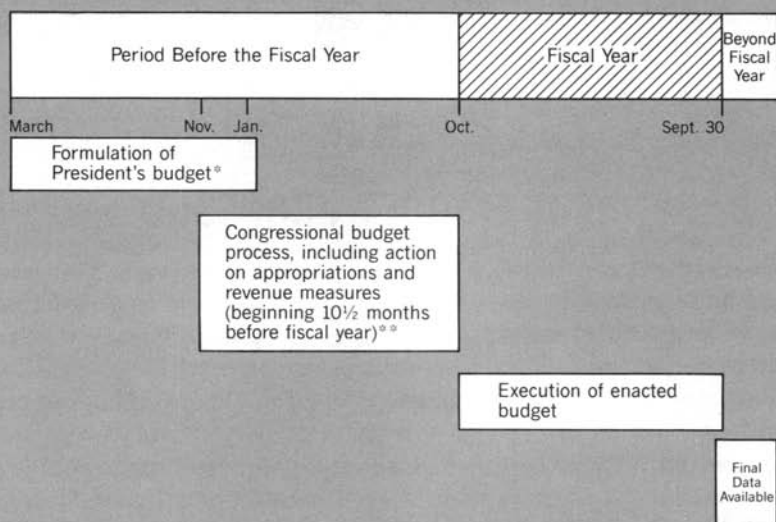 Period Before the Fiscal Year
Fiscal Year
Beyond
Fiscal
Year
March
Nov.
Jan.
Oct.
Sept. 30
Formulation of
President's budget*
Congressional budget
process, including action
on appropriations and
revenue measures
(beginning 10½ months
before fiscal year)**
Execution of enacted
budget
Final
Data
Available